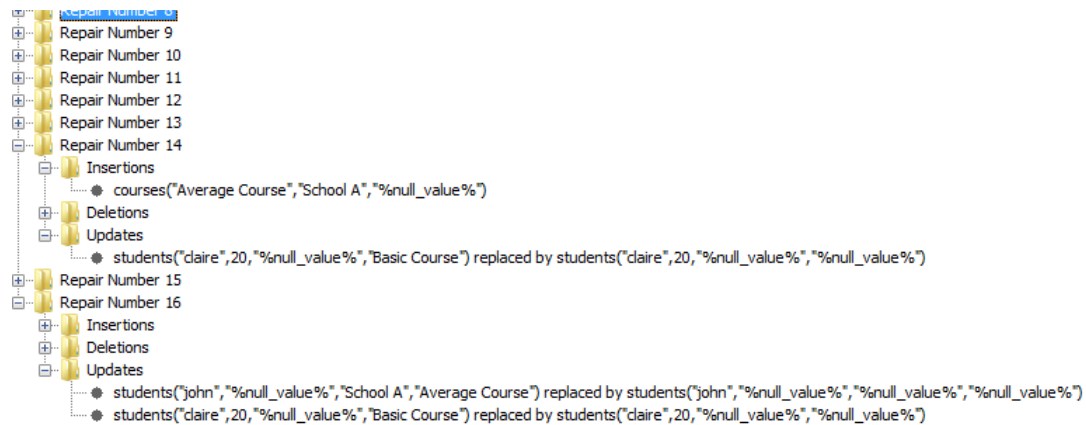 Repair Number 8
Repair Number 9
Repair Number 10
Repair Number 11
Repair Number 12
Repair Number 13
Repair Number 14
Insertions
courses("Average Course","School A","%null_value%")
Deletions
Updates
students("claire",20,"%null_value%","Basic Course") replaced by students("claire",20,"%null_value%","%null_value%")
Repair Number 15
Repair Number 16
Insertions
Deletions
Updates
students("john","%null_value%","School A","Average Course") replaced by students("john","%null_value%","%null_value%","%null_value%")
students("claire",20,"%null_value%","Basic Course") replaced by students("claire",20,"%null_value%","%null_value%")